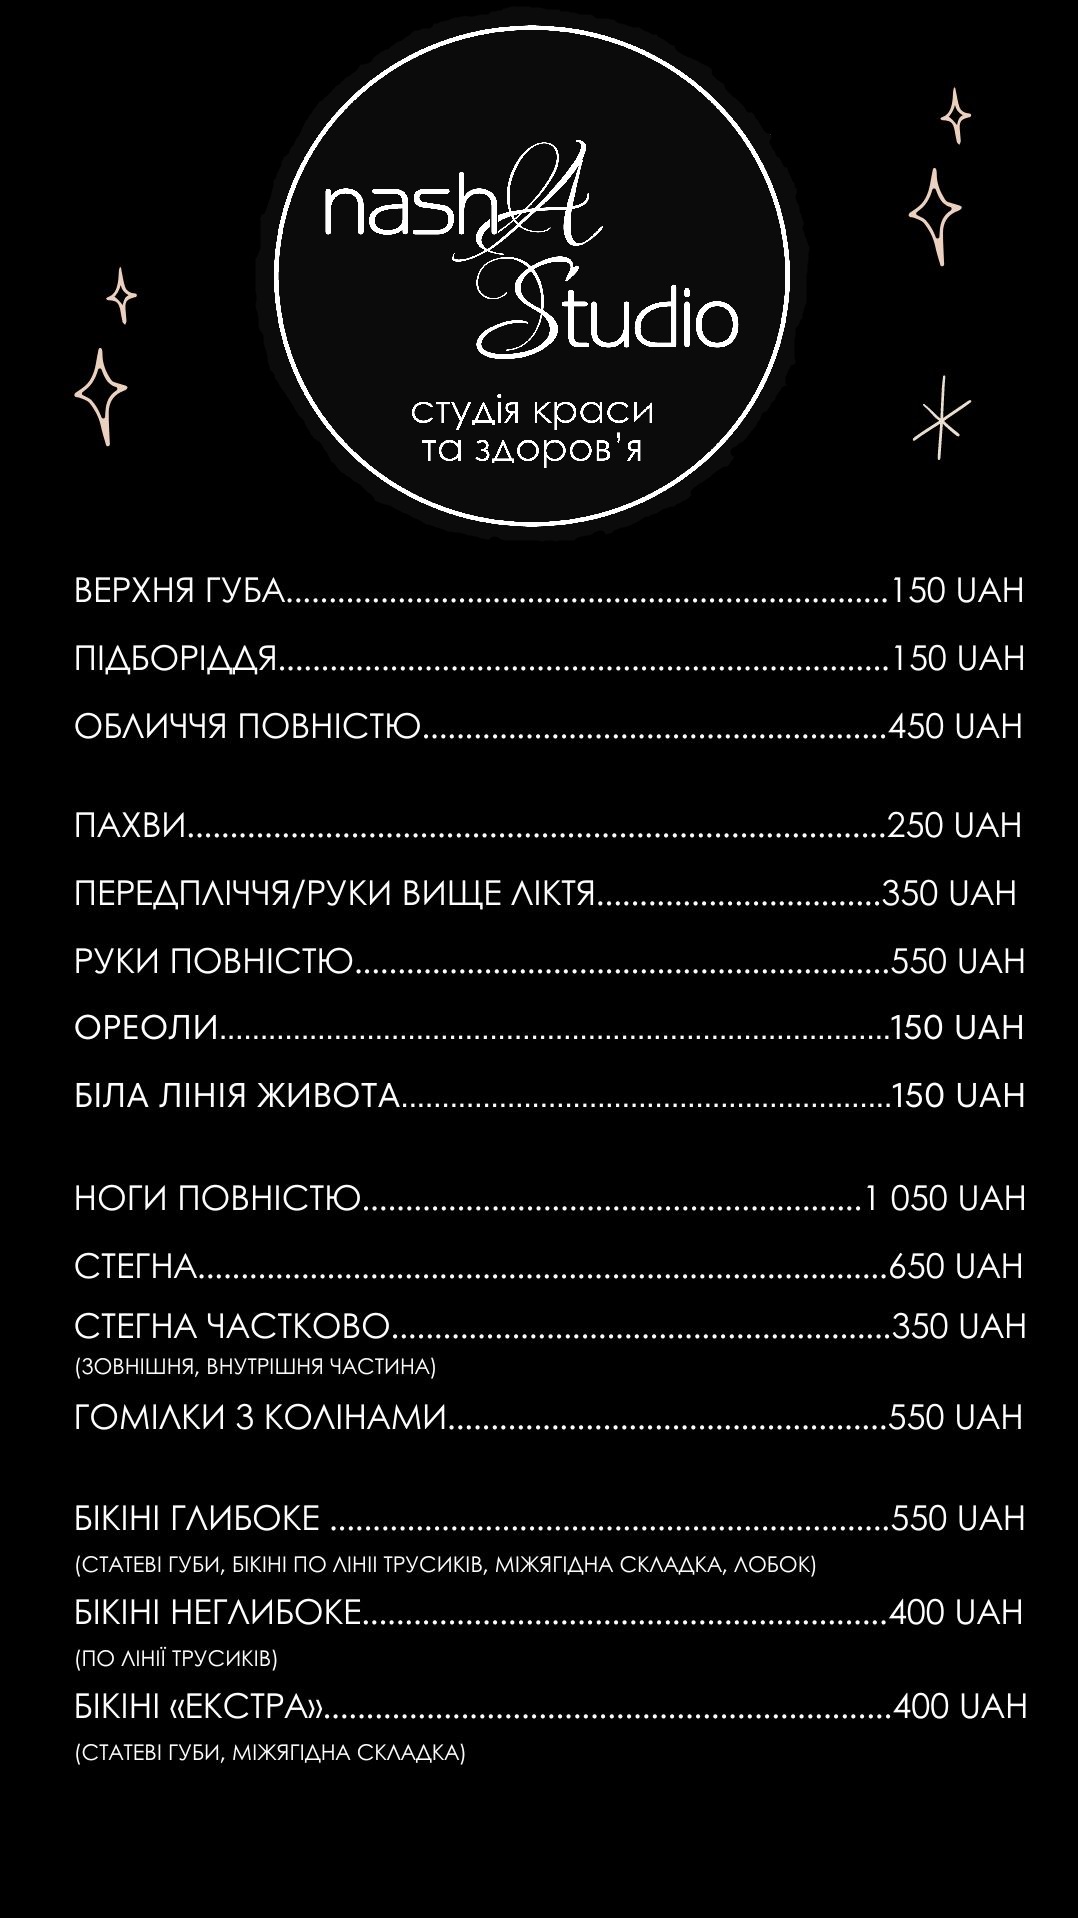 nashA
Studio
студія краси
та здоров'я
ВЕРХНЯ ГУБА......................................................................150 UAH
ПІДБОРІДДЯ.......................................................................150 UAH
ОБЛИЧЧЯ ПОВНІСТЮ......................................................450 UAH
ПАХВИ.................................................................................250 UAH
ПЕРЕДПЛІЧЧЯ/РУКИ ВИЩЕ ЛІКТЯ.................................350 UAH
РУКИ ПОВНІСТЮ..............................................................550 UAH
ОРЕОЛИ..............................................................................150 UAH
БІЛА ЛІНІЯ ЖИВОТА.........................................................150 UAH
НОГИ ПОВНІСТЮ..........................................................1 050 UAH
СТЕГНА................................................................................650 UAH
СТЕГНА ЧАСТКОВО..........................................................350 UAH
(ЗОВНІШНЯ, ВНУТРІШНЯ ЧАСТИНА)
ГОМІЛКИ З КОЛІНАМИ...................................................550 UAH
БІКІНІ ГЛИБОКЕ .................................................................550 UAH
(СТАТЕВІ ГУБИ, БІКІНІ ПО ЛІНІІ ТРУСИКІВ, МІЖЯГІДНА СКЛАДКА, ЛОБОК)
БІКІНІ НЕГЛИБОКЕ.............................................................400 UAH
(ПО ЛІНІЇ ТРУСИКІВ)
БІКІНІ «ЕКСТРА»..................................................................400 UAH
(СТАТЕВІ ГУБИ, МІЖЯГІДНА СКЛАДКА)